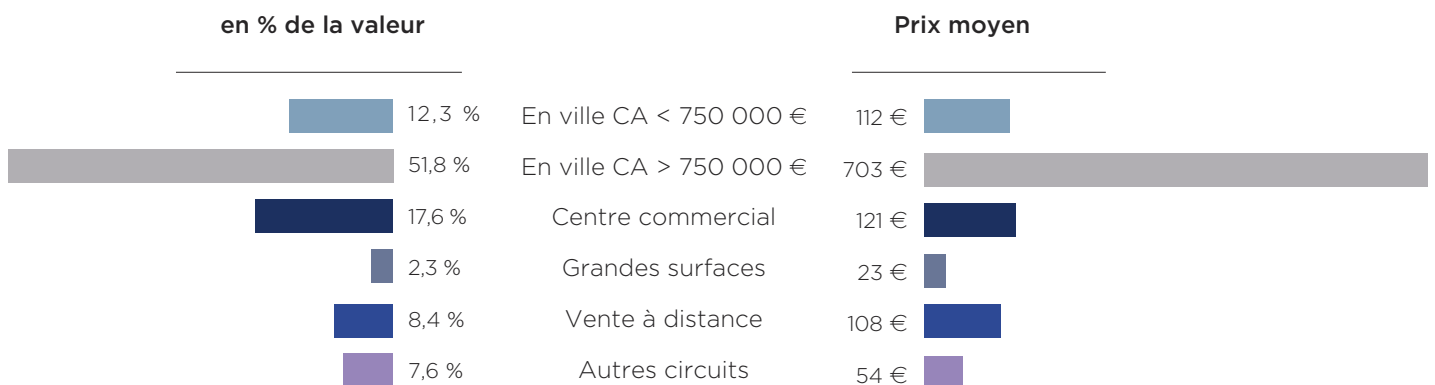 en % de la valeur Prix moyen
12,3 % En ville CA < 750 000 € 112 €
51,8 % En ville CA > 750 000 € 703 €
17,6 % Centre commercial 121 €
2,3 % Grandes surfaces 23 €
8,4 % Vente à distance 108 €
7,6 % Autres circuits 54 €